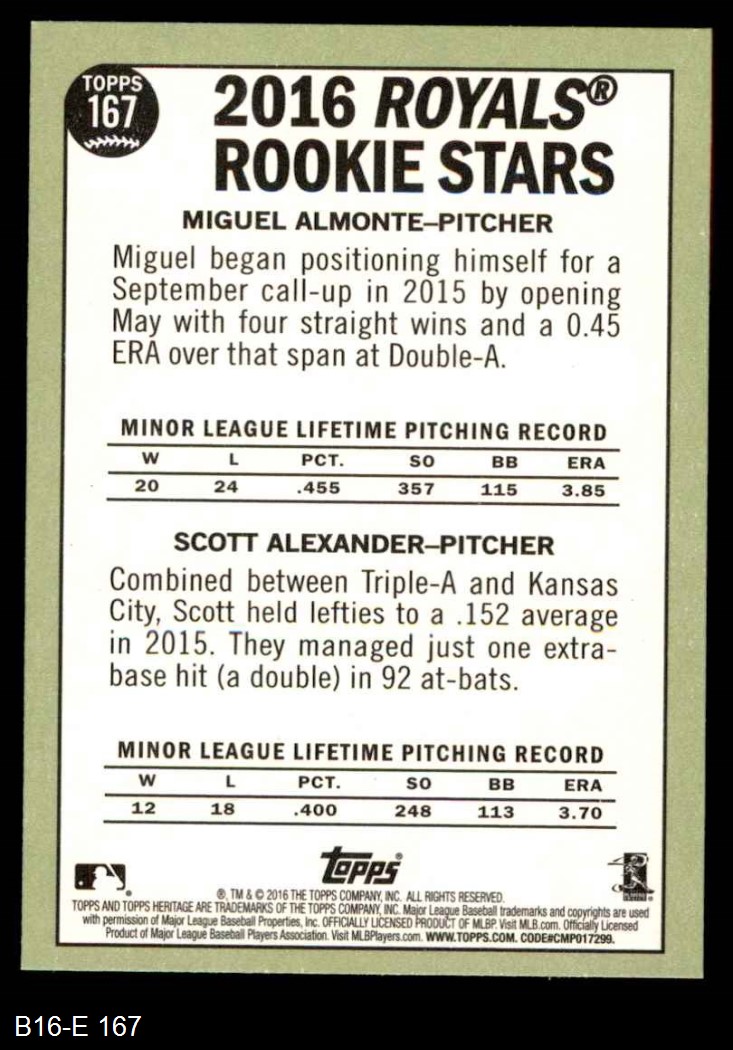 TOPPS
167
2016 ROYALS®
ROOKIE STARS
MIGUEL ALMONTE–PITCHER
Miguel began positioning himself for a
September call-up in 2015 by opening
May with four straight wins and a 0.45
ERA over that span at Double-A.
MINOR LEAGUE LIFETIME PITCHING RECORD
W L PCT. SO BB ERA
20 24 .455 357 115 3.85
SCOTT ALEXANDER–PITCHER
Combined between Triple-A and Kansas
City, Scott held lefties to a .152 average
in 2015. They managed just one extra-
base hit (a double) in 92 at-bats.
MINOR LEAGUE LIFETIME PITCHING RECORD
W L PCT. SO BB ERA
12 18 .400 248 113 3.70
topps®
®, TM & © 2016 THE TOPPS COMPANY, INC. ALL RIGHTS RESERVED.
TOPPS AND TOPPS HERITAGE ARE TRADEMARKS OF THE TOPPS COMPANY, INC. Major League Baseball trademarks and copyrights are used
with permission of Major League Baseball Properties, Inc. OFFICIALLY LICENSED PRODUCT OF MLBP. Visit MLB.com. Officially Licensed
Product of Major League Baseball Players Association. Visit MLBPlayers.com. WWW.TOPPS.COM. CODE#CMP017299.
B16-E 167